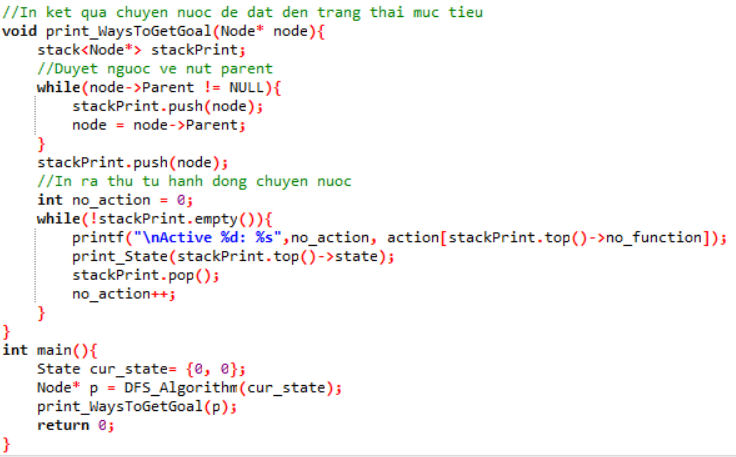 //In ket qua chuyen nuoc de dat den trang thai muc tieu
void print_WaysToGetGoal(Node* node){
    stack<Node*> stackPrint;
    //Duyet nguoc ve nut parent
    while(node->Parent != NULL){
        stackPrint.push(node);
        node = node->Parent;
    }
    stackPrint.push(node);
    //In ra thu tu hanh dong chuyen nuoc
    int no_action = 0;
    while(!stackPrint.empty()){
        printf("\nActive %d: %s",no_action, action[stackPrint.top()->no_function]);
        print_State(stackPrint.top()->state);
        stackPrint.pop();
        no_action++;
    }
}
int main(){
    State cur_state= {0, 0};
    Node* p = DFS_Algorithm(cur_state);
    print_WaysToGetGoal(p);
    return 0;
}